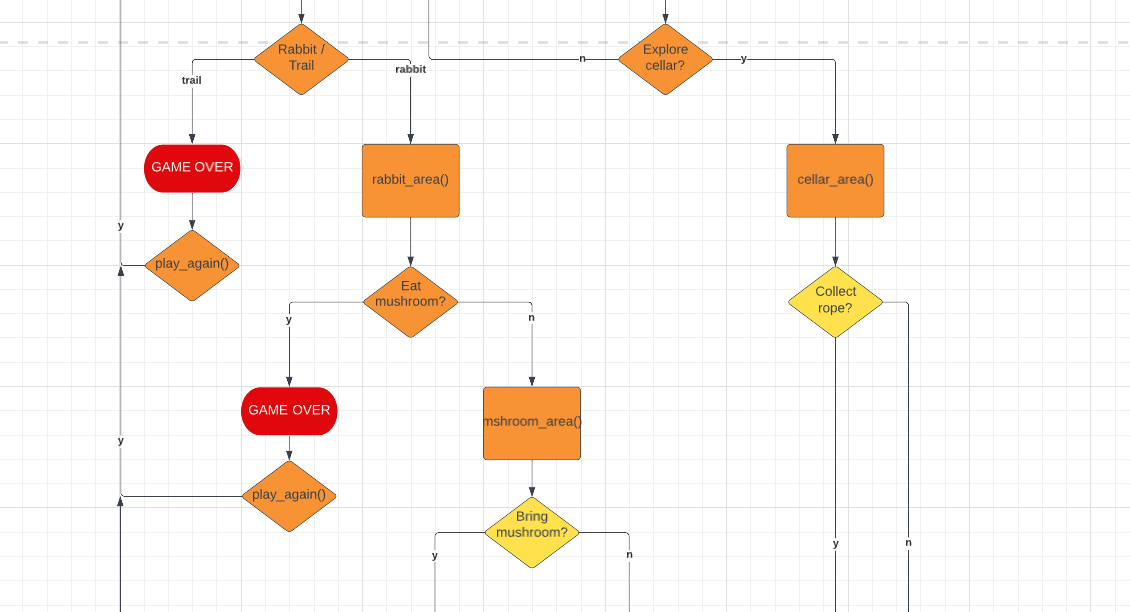 Rabbit /
Trail
Explore
cellar?
n
y
rabbit
trail
GAME OVER
rabbit_area()
cellar_area()
y
play_again()
Eat
mushroom?
Collect
rope?
y
n
GAME OVER
mshroom_area()
y
play_again()
Bring
mushroom?
y
n
y
n